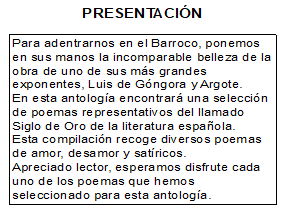 PRESENTACIÓN
Para adentrarnos en el Barroco, ponemos
en sus manos la incomparable belleza de la
obra de uno de sus más grandes
exponentes, Luis de Góngora y Argote.
En esta antología encontrará una selección
de poemas representativos del llamado
Siglo de Oro de la literatura española.
Esta compilación recoge diversos poemas
de amor, desamor y satíricos.
Apreciado lector, esperamos disfrute cada
uno de los poemas que hemos
seleccionado para esta antología.